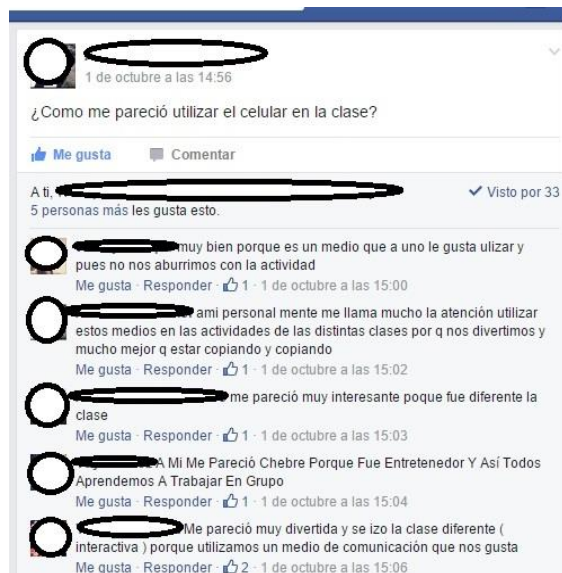 1 de octubre a las 14:56
¿Como me pareció utilizar el celular en la clase?
Me gusta Comentar
A ti, Visto por 33
5 personas más les gusta esto.
muy bien porque es un medio que a uno le gusta ulizar y
pues no nos aburrimos con la actividad
Me gusta · Responder · 1 · 1 de octubre a las 15:00
ami personal mente me llama mucho la atención utilizar
estos medios en las actividades de las distintas clases por q nos divertimos y
mucho mejor q estar copiando y copiando
Me gusta · Responder · 1 · 1 de octubre a las 15:02
me pareció muy interesante poque fue diferente la
clase
Me gusta · Responder · 1 · 1 de octubre a las 15:03
A Mi Me Pareció Chebre Porque Fue Entretenedor Y Así Todos
Aprendemos A Trabajar En Grupo
Me gusta · Responder · 1 · 1 de octubre a las 15:04
Me pareció muy divertida y se izo la clase diferente (
interactiva ) porque utilizamos un medio de comunicación que nos gusta
Me gusta · Responder · 2 · 1 de octubre a las 15:06